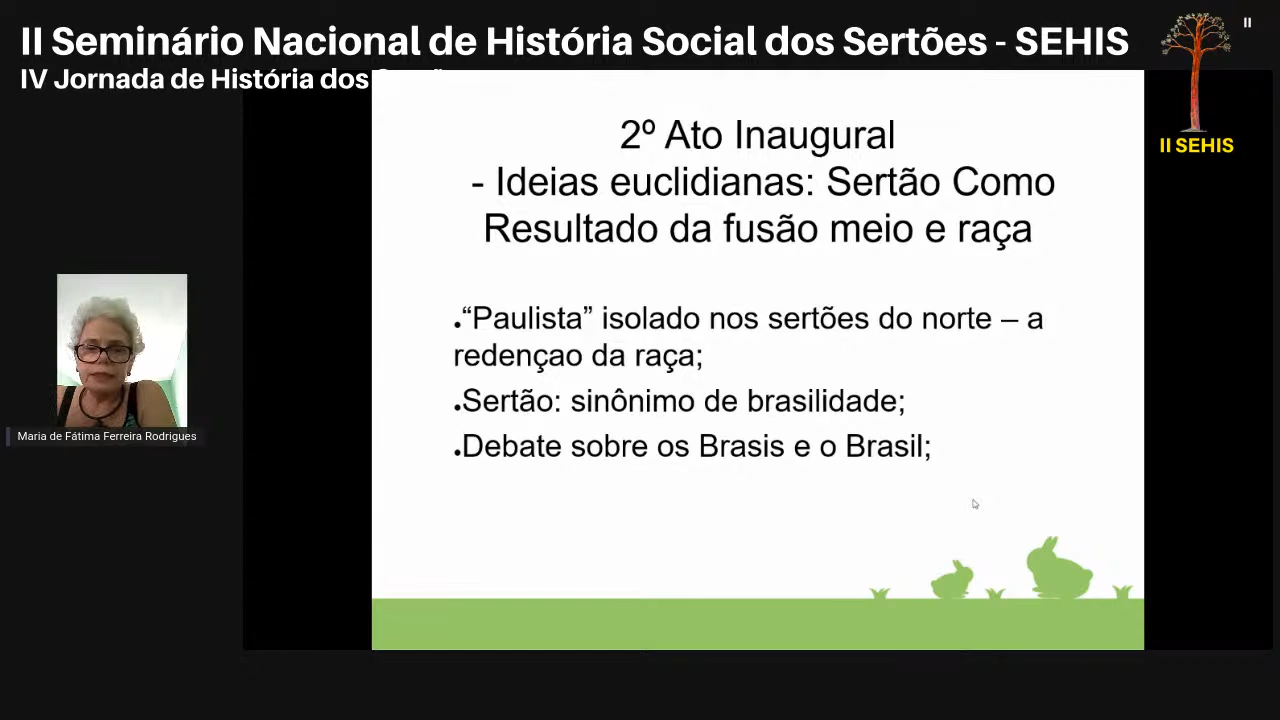 II Seminário Nacional de História Social dos Sertões - SEHIS
IV Jornada de História dos
II
II SEHIS
2º Ato Inaugural
- Ideias euclidianas: Sertão Como
Resultado da fusão meio e raça
.“Paulista” isolado nos sertões do norte – a
redençao da raça;
.Sertão: sinônimo de brasilidade;
.Debate sobre os Brasis e o Brasil;
Maria de Fátima Ferreira Rodrigues